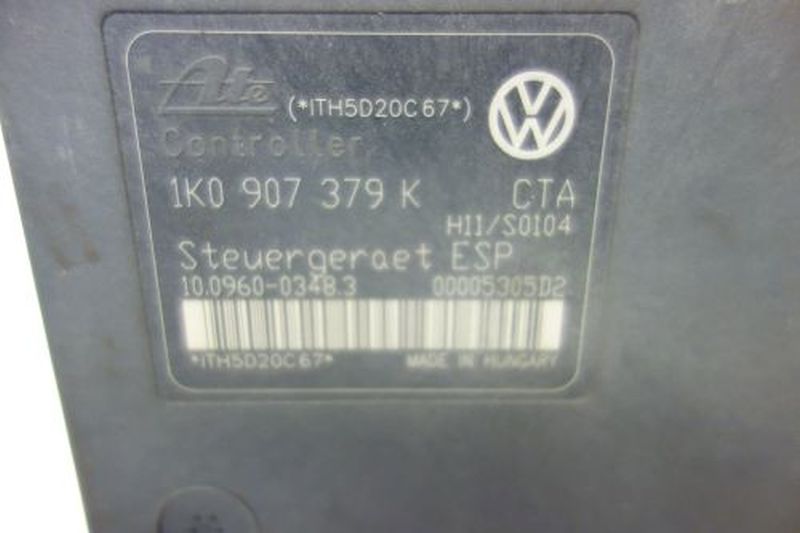 Ate (*ITH5D20C67*)
Controller
1K0 907 379 K CTA
H11/S0104
Steuergeraet ESP
10.0960-0348.3 00005305D2
*ITH5D20C67* MADE IN HUNGARY